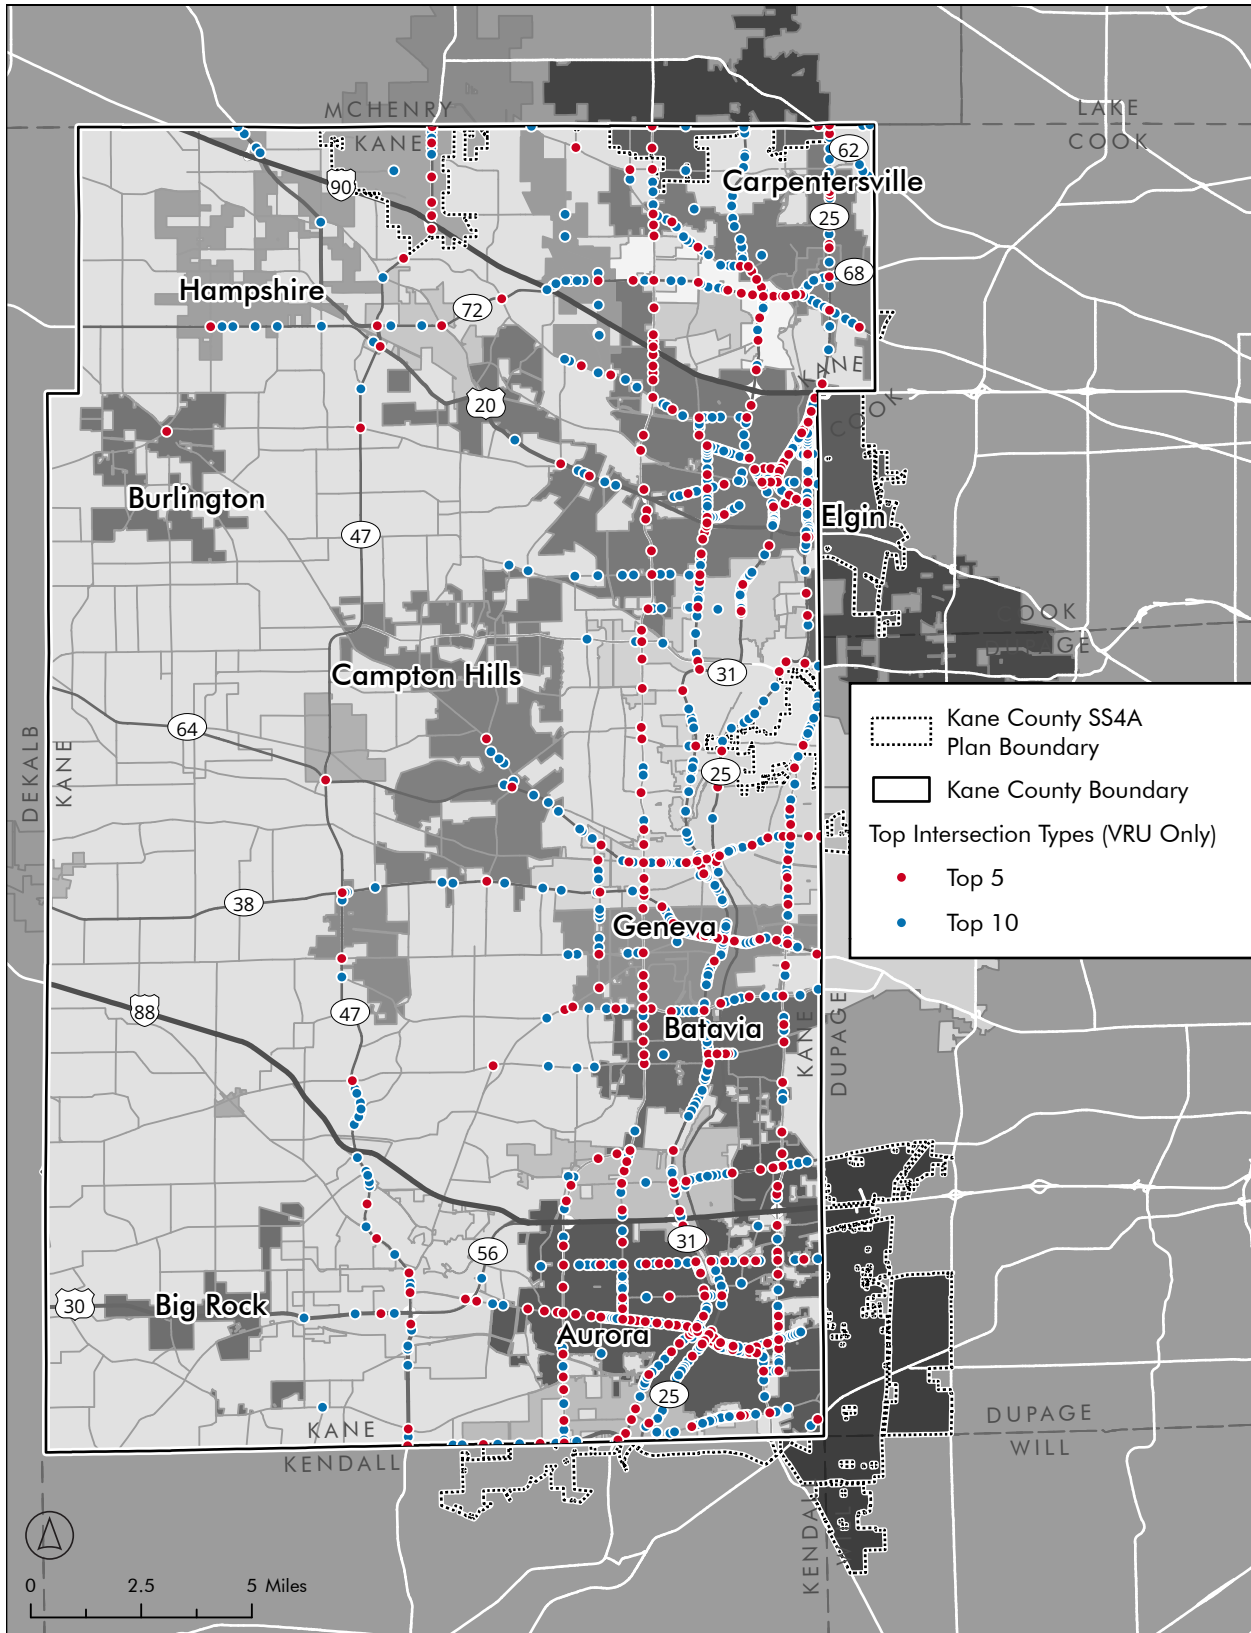 MCHENRY
KANE
LAKE
COOK
62
90
Carpentersville
25
68
Hampshire
72
KANE
COOK
20
Burlington
Elgin
47
COOK
DUPAGE
Campton Hills
31
64
DEKALB
KANE
25
Kane County SS4A
Plan Boundary
Kane County Boundary
Top Intersection Types (VRU Only)
Top 5
Top 10
38
Geneva
88
47
Batavia
KANE
DUPAGE
31
56
30
Big Rock
Aurora
25
KANE
KENDALL
DUPAGE
WILL
KENDALL
0
2.5
5 Miles